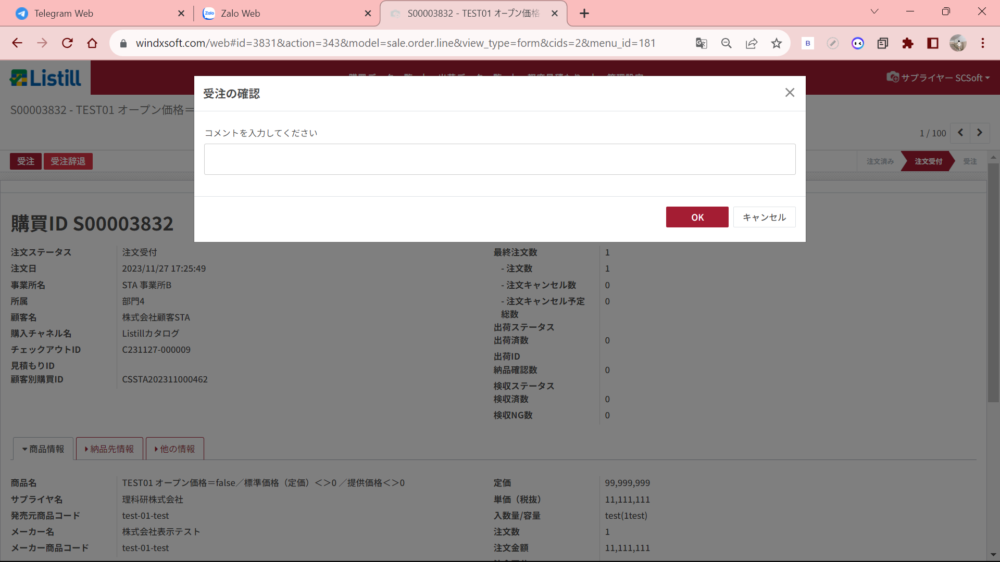 Telegram Web
Zalo Web
S00003832 - TEST01 オープン価格
windxsoft.com/web#id=3831&action=343&model=sale.order.line&view_type=form&cids=2&menu_id=181
Listill
サプライヤー SCSoft
S00003832 - TEST01 オープン価格＝
受注の確認
コメントを入力してください
OK
キャンセル
1 / 100
受注
受注辞退
注文済み
注文受付
受注
購買ID S00003832
注文ステータス 注文受付
注文日 2023/11/27 17:25:49
事業所名 STA 事業所B
所属 部門4
顧客名 株式会社顧客STA
購入チャネル名 Listillカタログ
チェックアウトID C231127-000009
見積もりID
顧客別購買ID CSSTA202311000462
最終注文数 1
- 注文数 1
- 注文キャンセル数 0
- 注文キャンセル予定 0
総数
出荷ステータス
出荷済数 0
出荷ID
納品確認数 0
検収ステータス
検収済数 0
検収NG数 0
商品情報
納品先情報
他の情報
商品名 TEST01 オープン価格＝false／標準価格（定価）＜＞0 ／提供価格＜＞0
サプライヤ名 理科研株式会社
発売元商品コード test-01-test
メーカー名 株式会社表示テスト
メーカー商品コード test-01-test
定価 99,999,999
単価（税抜） 11,111,111
入数量/容量 test(1test)
注文数 1
注文金額 11,111,111